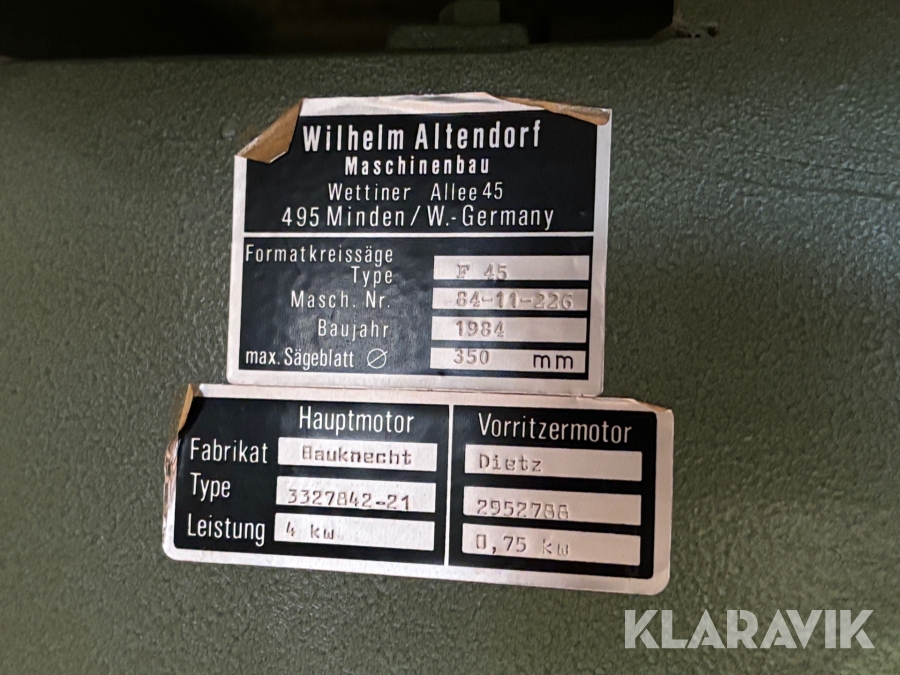 Wilhelm Altendorf
Maschinenbau
Wettiner Allee 45
495 Minden / W.-Germany
Formatkreissäge
Type F 45
Masch. Nr. 84-11-226
Baujahr 1984
max. Sägeblatt ∅ 350 mm
Hauptmotor Vorritzermotor
Fabrikat Bauknecht Dietz
Type 3327842-21 2952788
Leistung 4 kw 0,75 kw
KLARAVIK